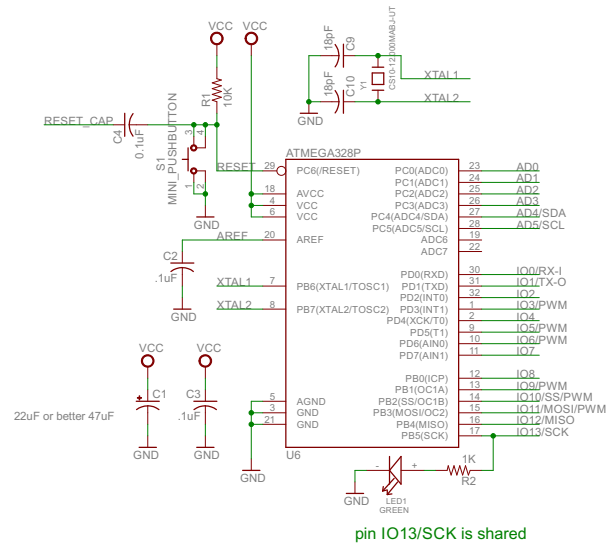 VCC
VCC
R1
10K
RESET_CAP
C4
0.1uF
S1
MINI_PUSHBUTTON
3
4
1
2
GND
18pF
C9
18pF
C10
GND
Y1
CS10-12.000MABJ-UT
XTAL1
XTAL2
ATMEGA328P
RESET
29
PC6(/RESET)
18
AVCC
4
VCC
6
VCC
AREF
20
AREF
C2
.1uF
GND
XTAL1
7
PB6(XTAL1/TOSC1)
XTAL2
8
PB7(XTAL2/TOSC2)
5
AGND
3
GND
21
GND
U6
GND
PC0(ADC0)
23
AD0
PC1(ADC1)
24
AD1
PC2(ADC2)
25
AD2
PC3(ADC3)
26
AD3
PC4(ADC4/SDA)
27
AD4/SDA
PC5(ADC5/SCL)
28
AD5/SCL
ADC6
19
ADC7
22
PD0(RXD)
30
IO0/RX-I
PD1(TXD)
31
IO1/TX-O
PD2(INT0)
32
IO2
PD3(INT1)
1
IO3/PWM
PD4(XCK/T0)
2
IO4
PD5(T1)
9
IO5/PWM
PD6(AIN0)
10
IO6/PWM
PD7(AIN1)
11
IO7
PB0(ICP)
12
IO8
PB1(OC1A)
13
IO9/PWM
PB2(SS/OC1B)
14
IO10/SS/PWM
PB3(MOSI/OC2)
15
IO11/MOSI/PWM
PB4(MISO)
16
IO12/MISO
PB5(SCK)
17
IO13/SCK
VCC
+
C1
22uF or better 47uF
GND
VCC
C3
.1uF
GND
GND
-
+
LED1
GREEN
1K
R2
pin IO13/SCK is shared